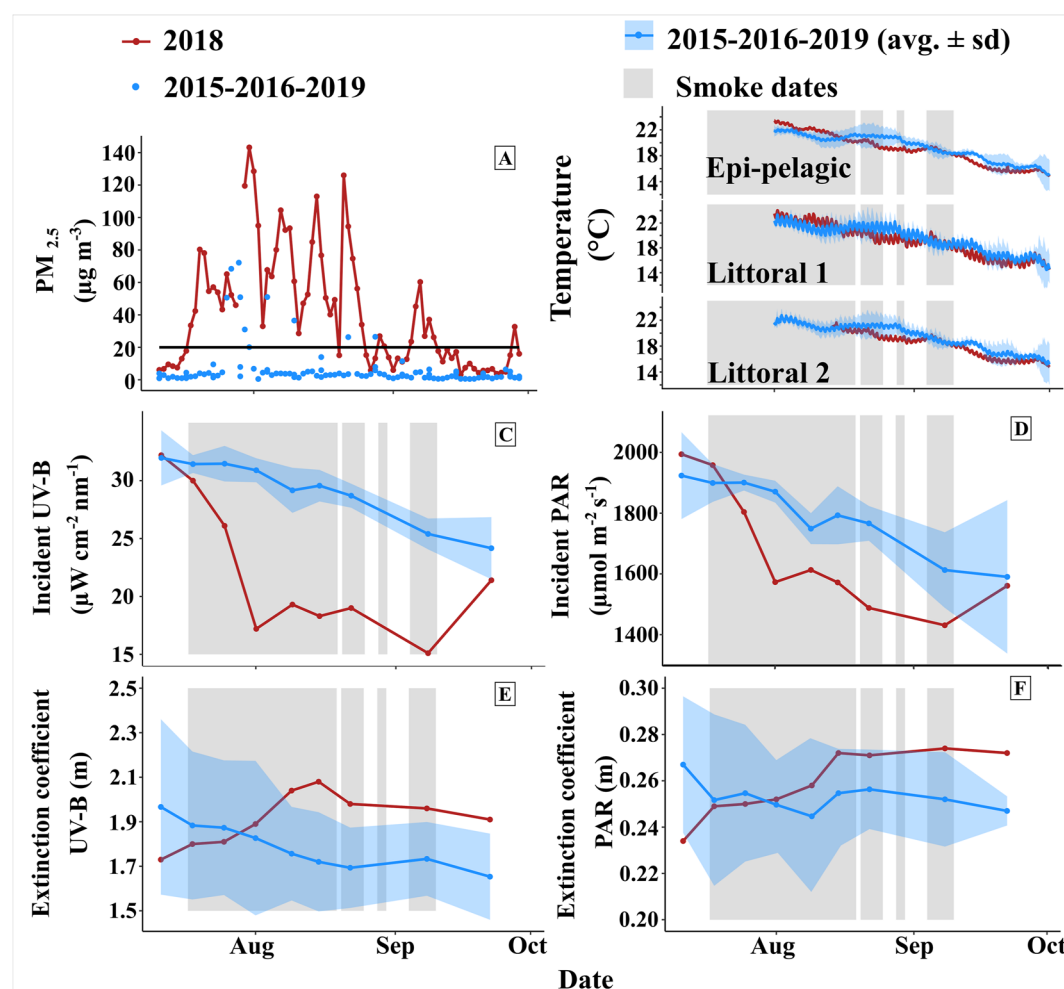 2018
2015-2016-2019 (avg. ± sd)
2015-2016-2019
Smoke dates
A
PM 2.5
(µg m-3)
140
120
100
80
60
40
20
0
Temperature
(°C)
22
18
14
Epi-pelagic
22
18
14
Littoral 1
22
18
14
Littoral 2
C
Incident UV-B
(µW cm-2 nm-1)
30
25
20
15
D
Incident PAR
(µmol m-2 s-1)
2000
1800
1600
1400
E
Extinction coefficient
UV-B (m)
2.5
2.3
2.1
1.9
1.7
1.5
Aug
Sep
Oct
F
Extinction coefficient
PAR (m)
0.30
0.28
0.26
0.24
0.22
0.20
Aug
Sep
Oct
Date